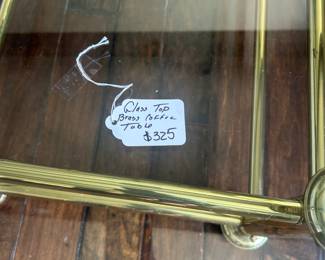 Glass Top
Brass Coffee
Table
$325